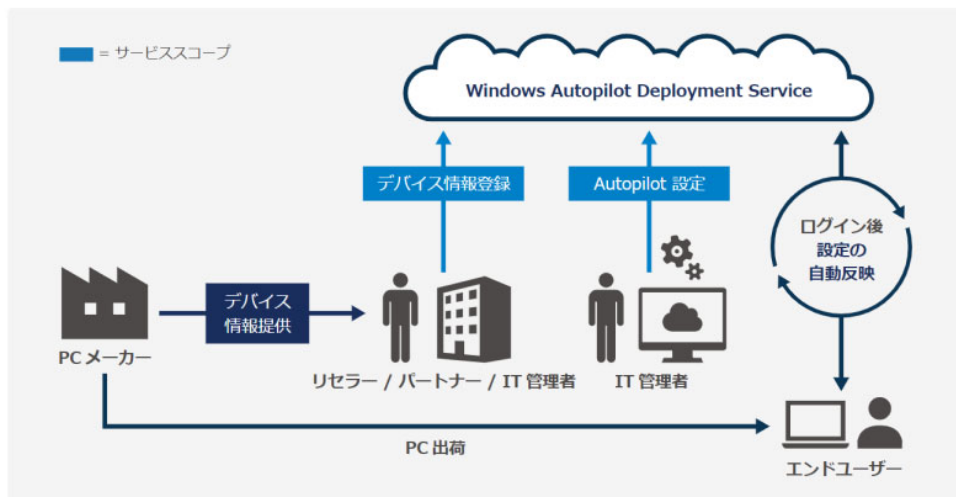 = サービススコープ
Windows Autopilot Deployment Service
デバイス情報登録
Autopilot 設定
ログイン後
設定の
自動反映
デバイス
情報提供
PC メーカー
リセラー / パートナー / IT 管理者
IT 管理者
PC 出荷
エンドユーザー